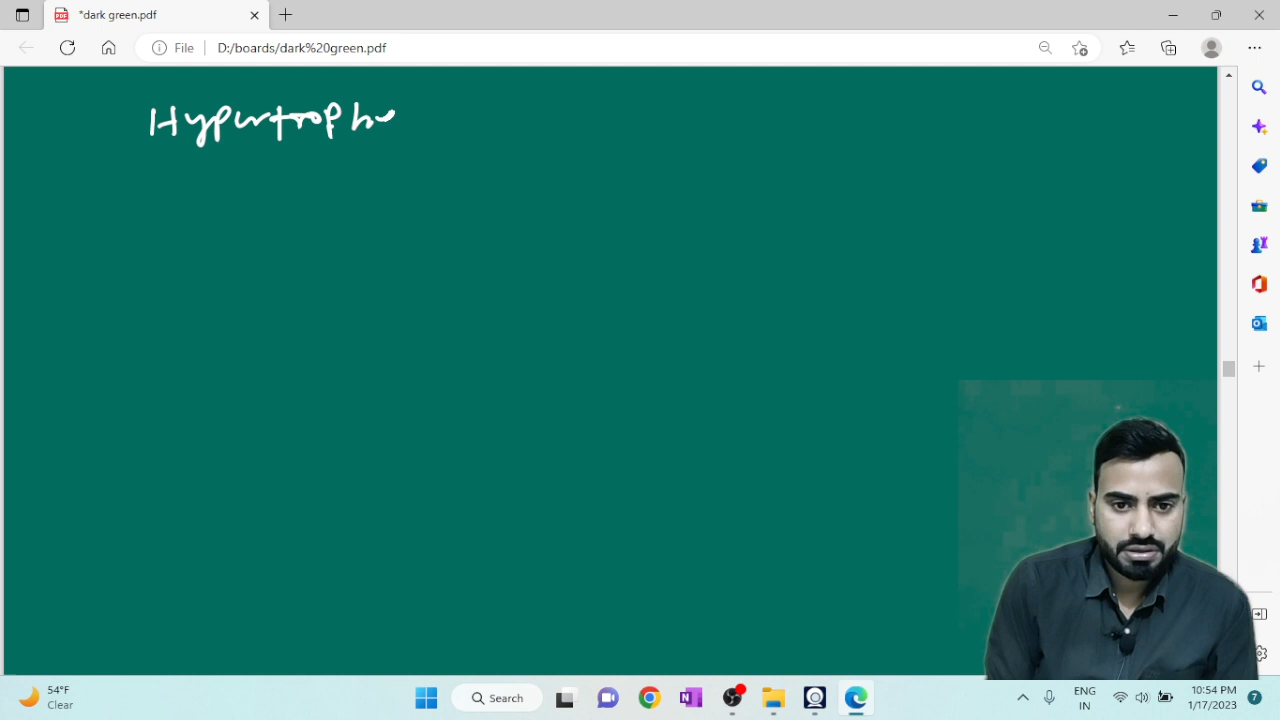 *dark green.pdf
File D:/boards/dark%20green.pdf
Hypertroph
54°F
Clear
Search
ENG
IN
10:54 PM
1/17/2023
7